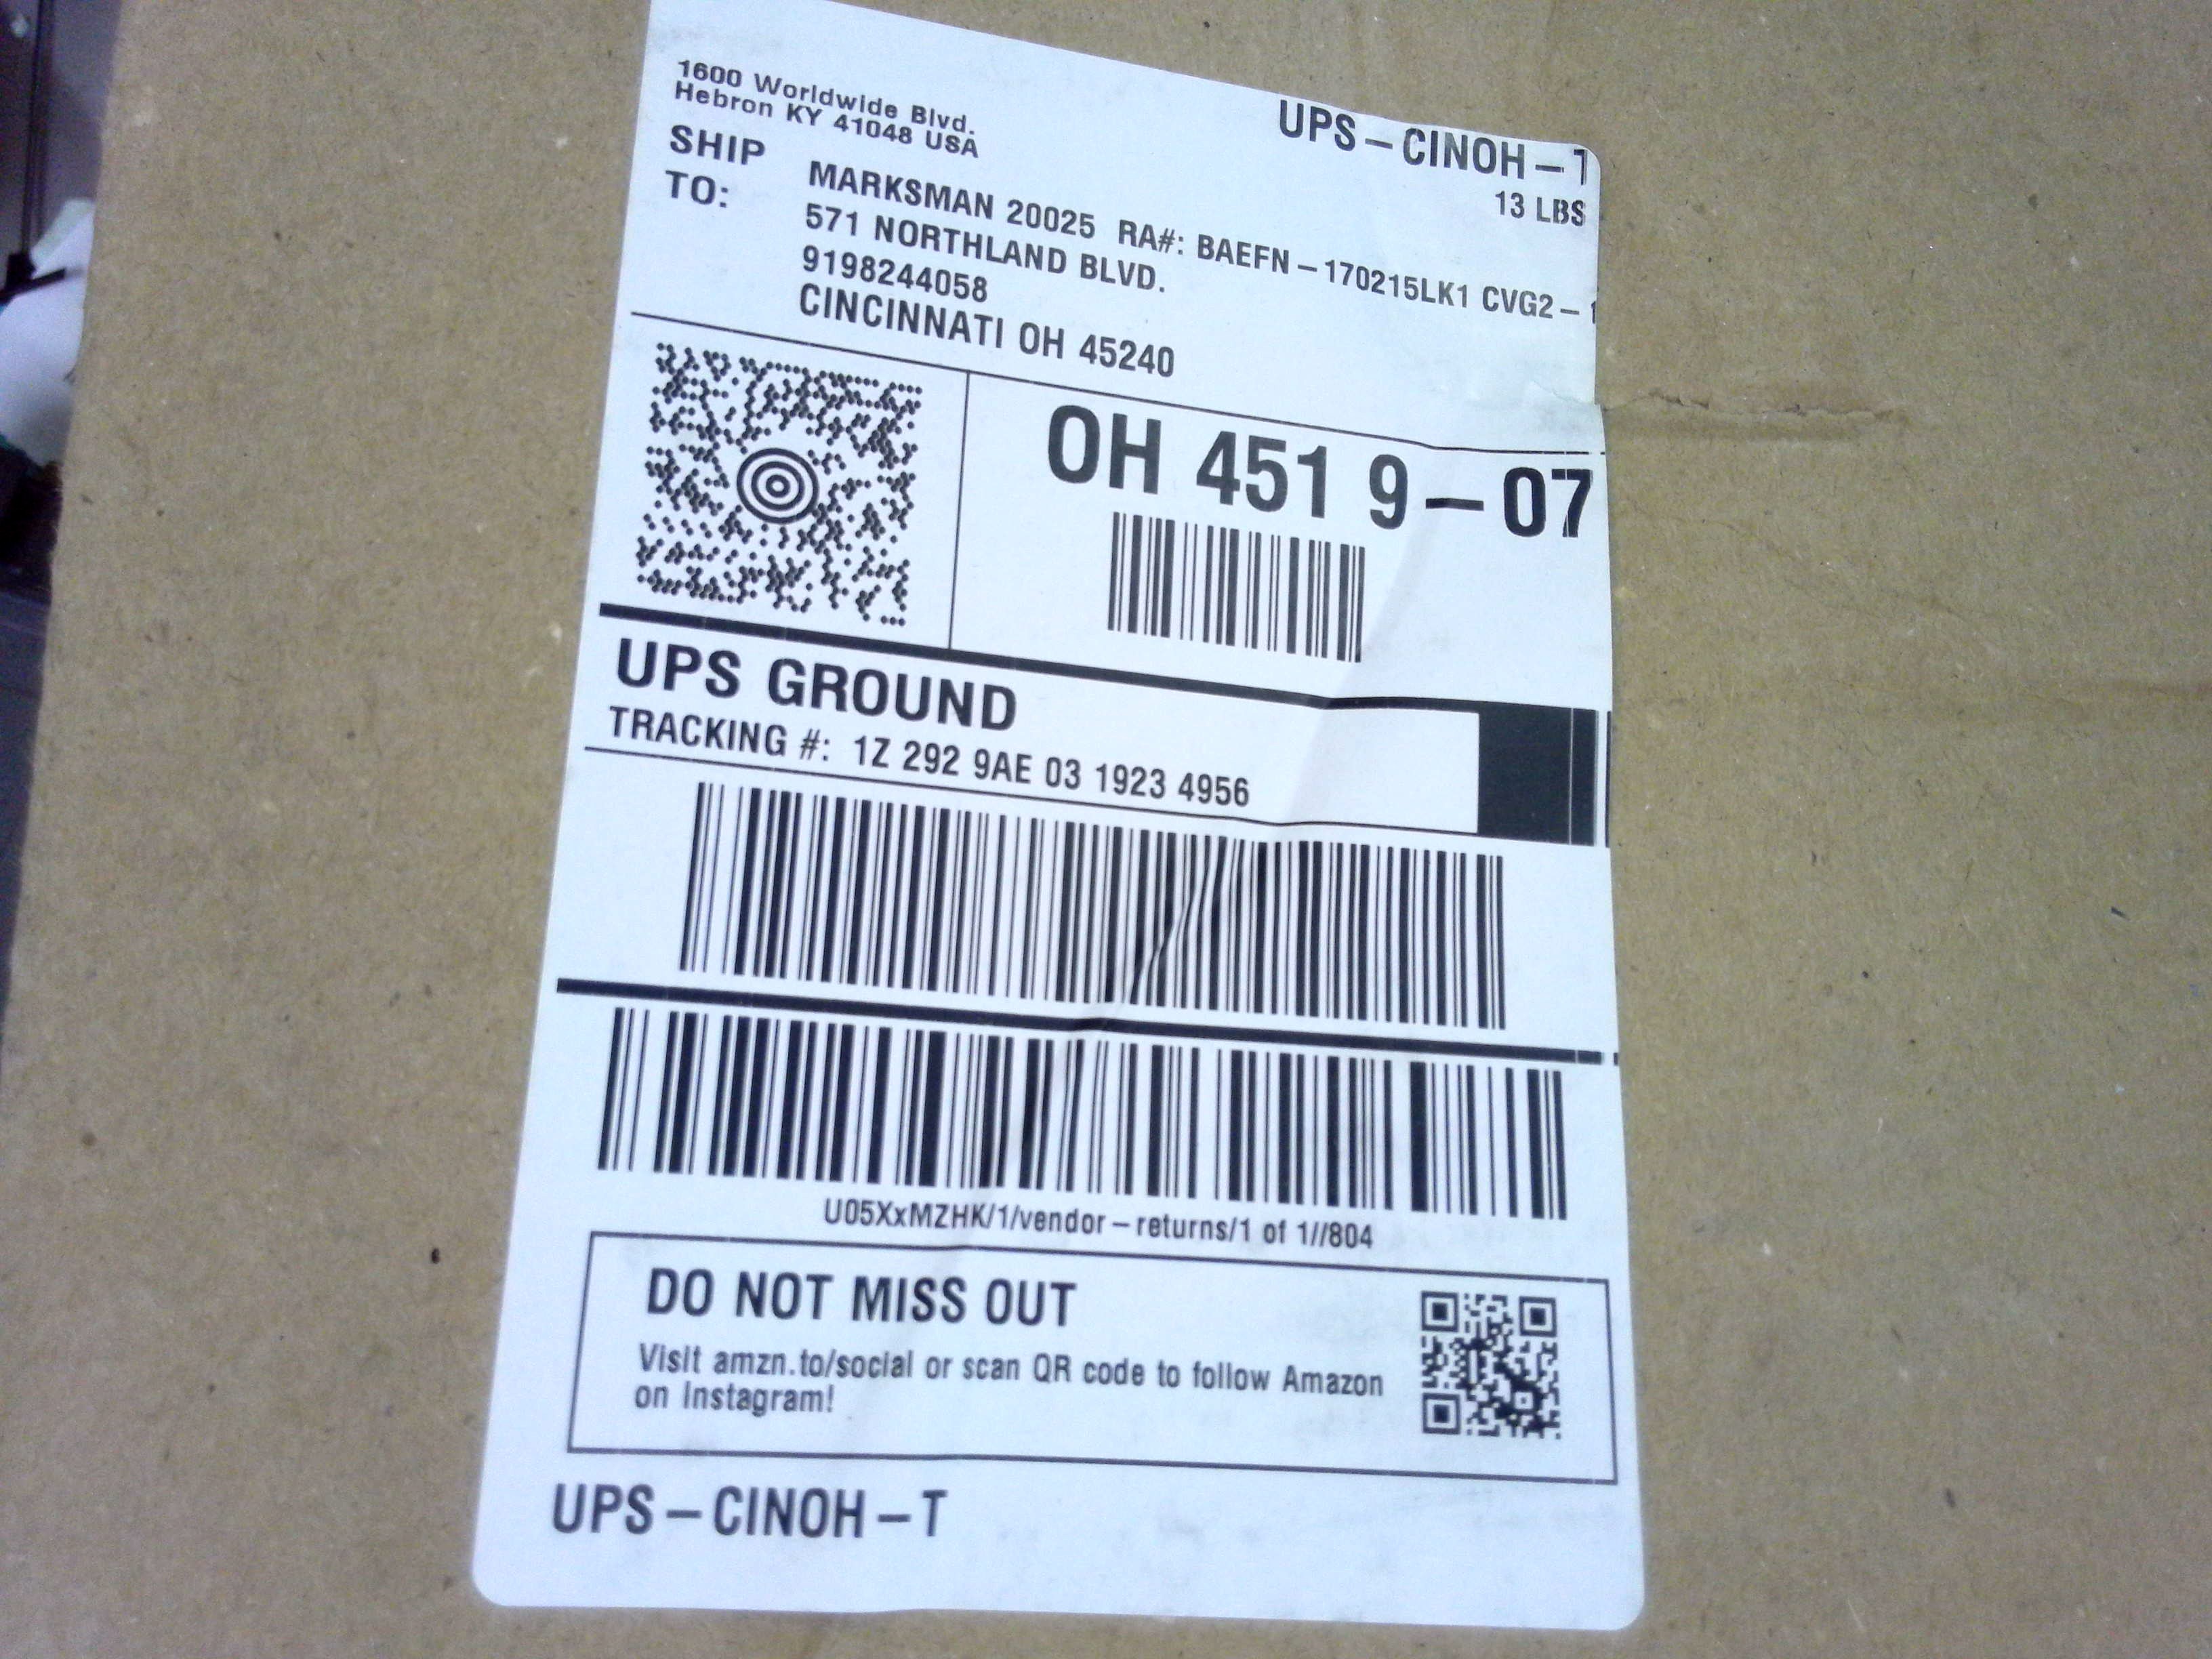 1600 Worldwide Blvd.
Hebron KY 41048 USA
UPS – CINOH – T
13 LBS
SHIP
TO:
MARKSMAN 20025 RA#: BAEFN – 170215LK1 CVG2 –
571 NORTHLAND BLVD.
9198244058
CINCINNATI OH 45240
OH 451 9 – 07
UPS GROUND
TRACKING #: 1Z 292 9AE 03 1923 4956
U05XxMZHK/1/vendor – returns/1 of 1//804
DO NOT MISS OUT
Visit amzn.to/social or scan QR code to follow Amazon
on Instagram!
UPS – CINOH – T